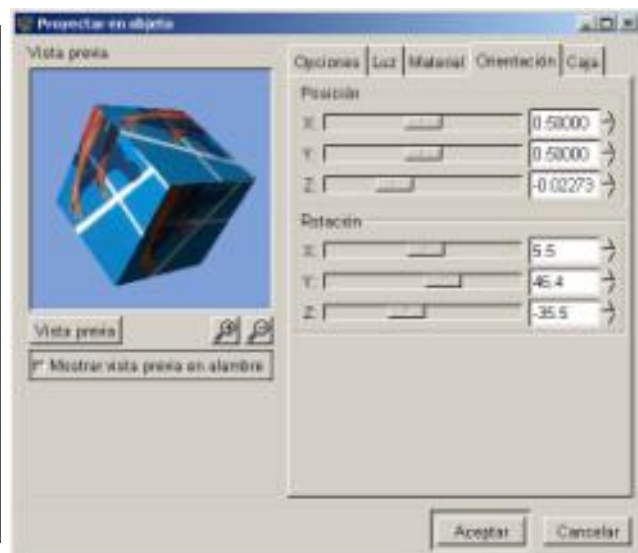 Proyectar en objeto
Vista previa
Opciones Luz Material Orientación Caja
Posición
X: 0.50000
Y: 0.50000
Z: -0.02273
Rotación
X: 5.5
Y: 46.4
Z: -35.5
Vista previa
Mostrar vista previa en alambre
Aceptar Cancelar